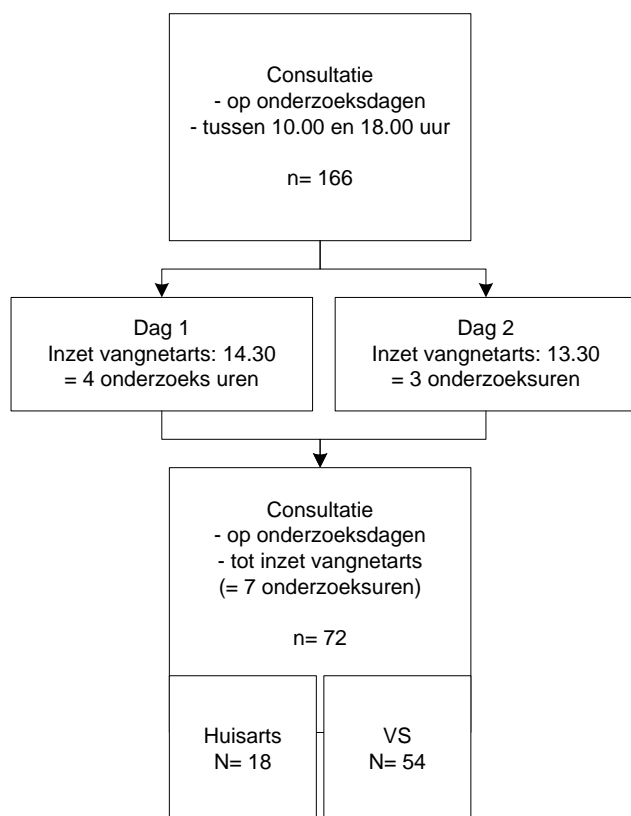 Consultatie
- op onderzoeksdagen
- tussen 10.00 en 18.00 uur
n= 166
Dag 1
Inzet vangnetarts: 14.30
= 4 onderzoeks uren
Dag 2
Inzet vangnetarts: 13.30
= 3 onderzoeksuren
Consultatie
- op onderzoeksdagen
- tot inzet vangnetarts
(= 7 onderzoeksuren)
n= 72
Huisarts
N= 18
VS
N= 54